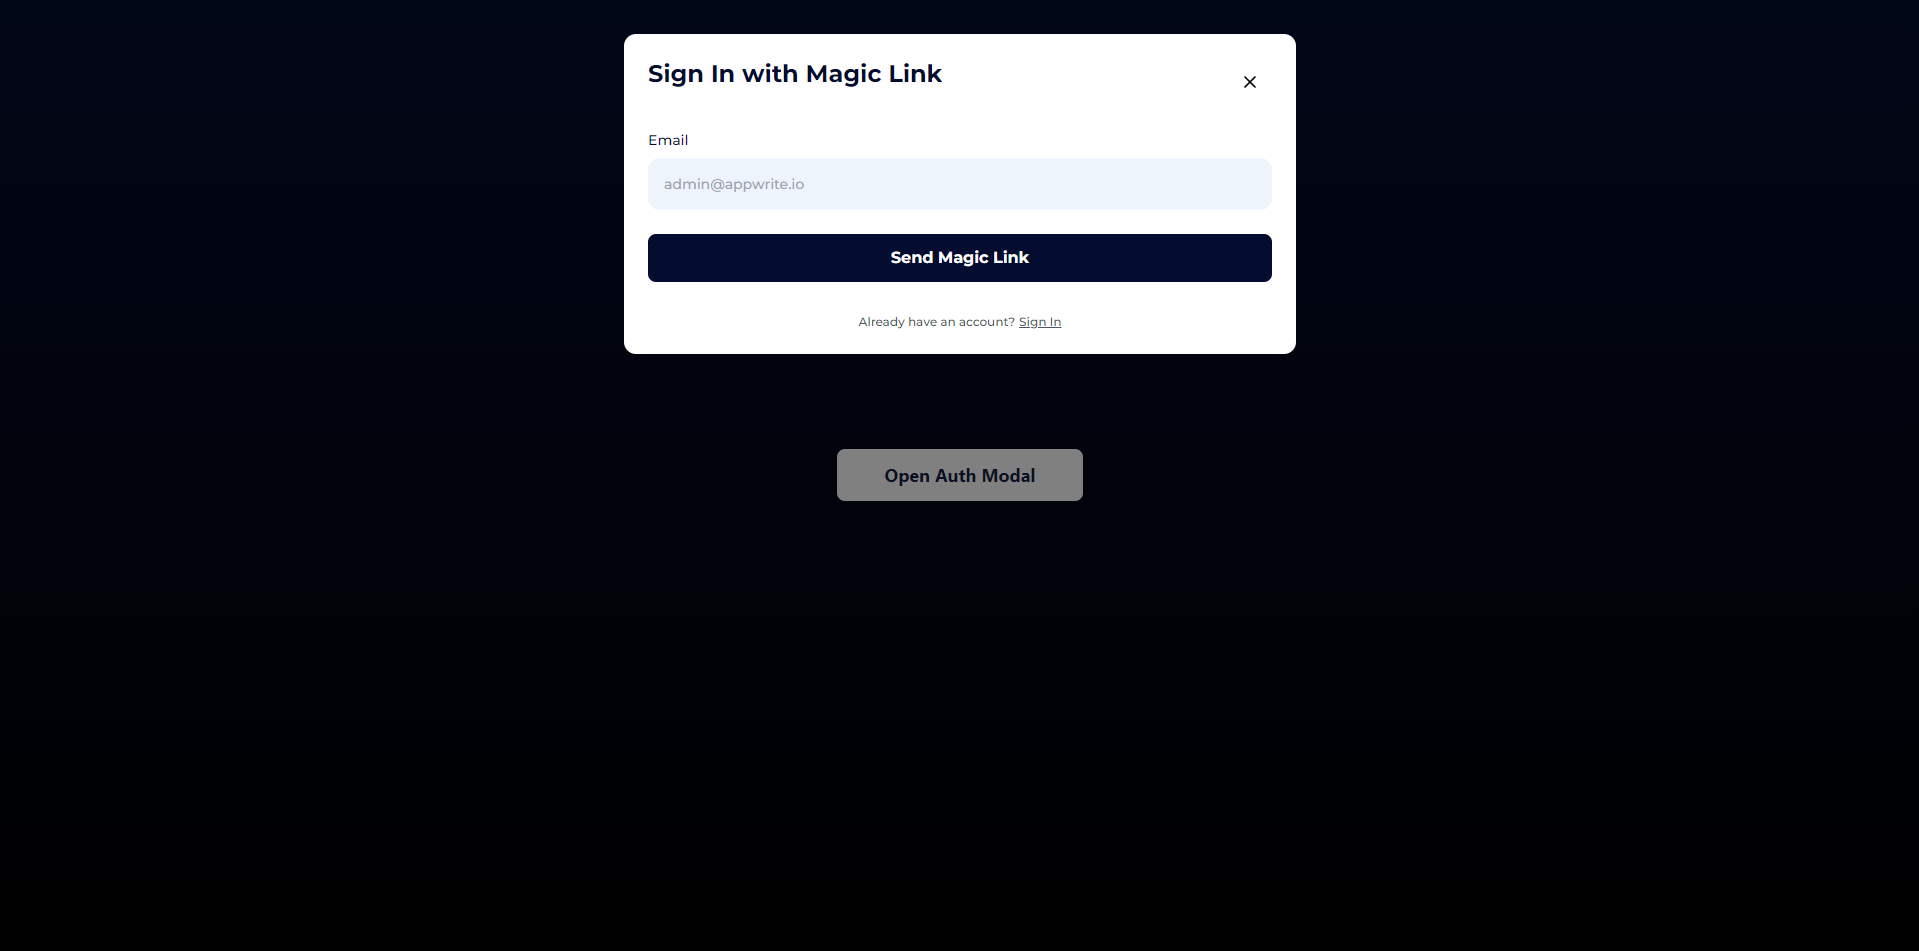 Sign In with Magic Link
Email
admin@appwrite.io
Send Magic Link
Already have an account? Sign In
Open Auth Modal